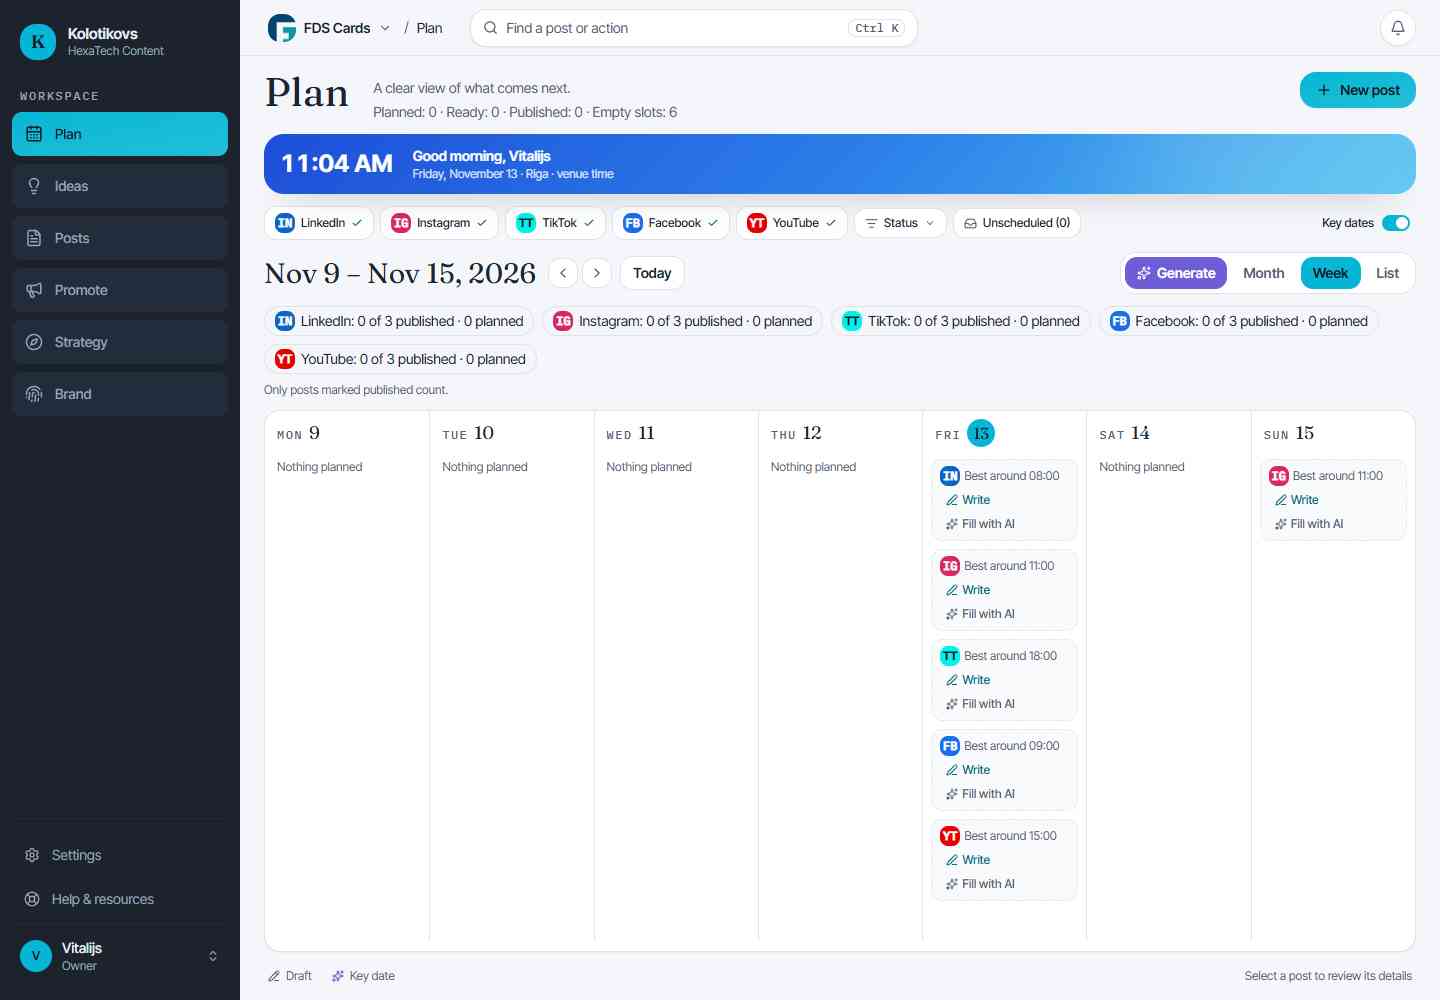 K
Kolotikovs
HexaTech Content
WORKSPACE
Plan
Ideas
Posts
Promote
Strategy
Brand
Settings
Help & resources
V
Vitalijs
Owner
FDS Cards / Plan
Find a post or action
Ctrl K
Plan
A clear view of what comes next.
Planned: 0 · Ready: 0 · Published: 0 · Empty slots: 6
New post
11:04 AM
Good morning, Vitalijs
Friday, November 13 · Riga · venue time
IN LinkedIn
IG Instagram
TT TikTok
FB Facebook
YT YouTube
Status
Unscheduled (0)
Key dates
Nov 9 – Nov 15, 2026
Today
Generate
Month
Week
List
IN LinkedIn: 0 of 3 published · 0 planned
IG Instagram: 0 of 3 published · 0 planned
TT TikTok: 0 of 3 published · 0 planned
FB Facebook: 0 of 3 published · 0 planned
YT YouTube: 0 of 3 published · 0 planned
Only posts marked published count.
MON 9
Nothing planned
TUE 10
Nothing planned
WED 11
Nothing planned
THU 12
Nothing planned
FRI 13
IN Best around 08:00
Write
Fill with AI
IG Best around 11:00
Write
Fill with AI
TT Best around 18:00
Write
Fill with AI
FB Best around 09:00
Write
Fill with AI
YT Best around 15:00
Write
Fill with AI
SAT 14
Nothing planned
SUN 15
IG Best around 11:00
Write
Fill with AI
Draft
Key date
Select a post to review its details